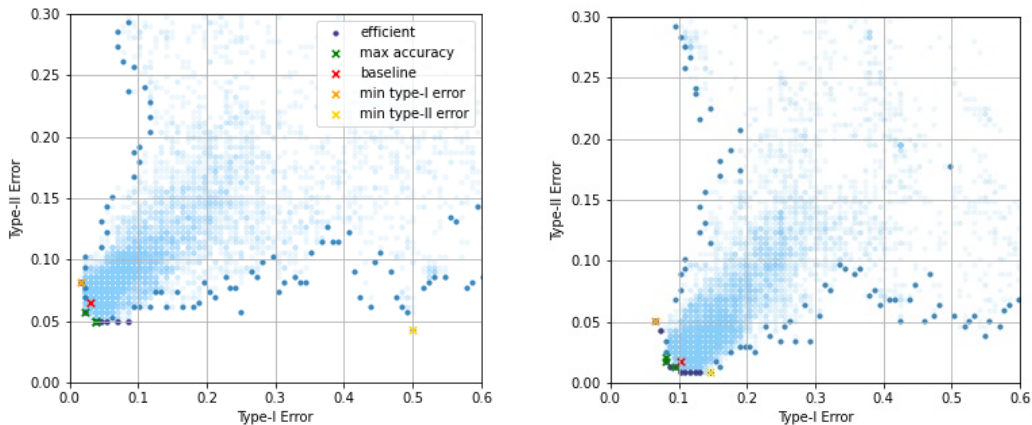 0.30
0.25
0.20
0.15
0.10
0.05
0.00
Type-II Error
0.0 0.1 0.2 0.3 0.4 0.5 0.6
Type-I Error
efficient
max accuracy
baseline
min type-I error
min type-II error
0.30
0.25
0.20
0.15
0.10
0.05
0.00
Type-II Error
0.0 0.1 0.2 0.3 0.4 0.5 0.6
Type-I Error